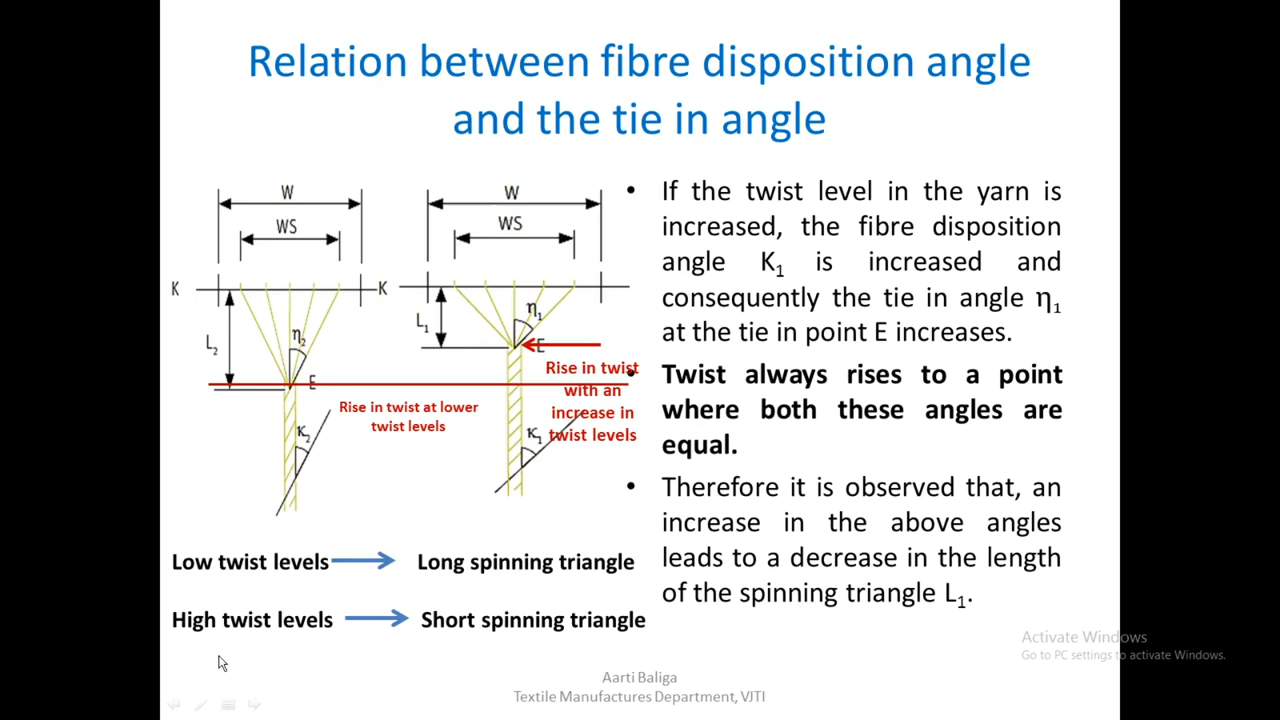 Relation between fibre disposition angle
and the tie in angle
W
WS
K
K
L2
η2
E
Rise in twist at lower
twist levels
κ2
W
WS
L1
η1
E
Rise in twist
with an
increase in
twist levels
κ1
• If the twist level in the yarn is
increased, the fibre disposition
angle K1 is increased and
consequently the tie in angle η1
at the tie in point E increases.
• Twist always rises to a point
where both these angles are
equal.
• Therefore it is observed that, an
increase in the above angles
leads to a decrease in the length
of the spinning triangle L1.
Low twist levels Long spinning triangle
High twist levels Short spinning triangle
Activate Windows
Go to PC settings to activate Windows.
Aarti Baliga
Textile Manufactures Department, VJTI